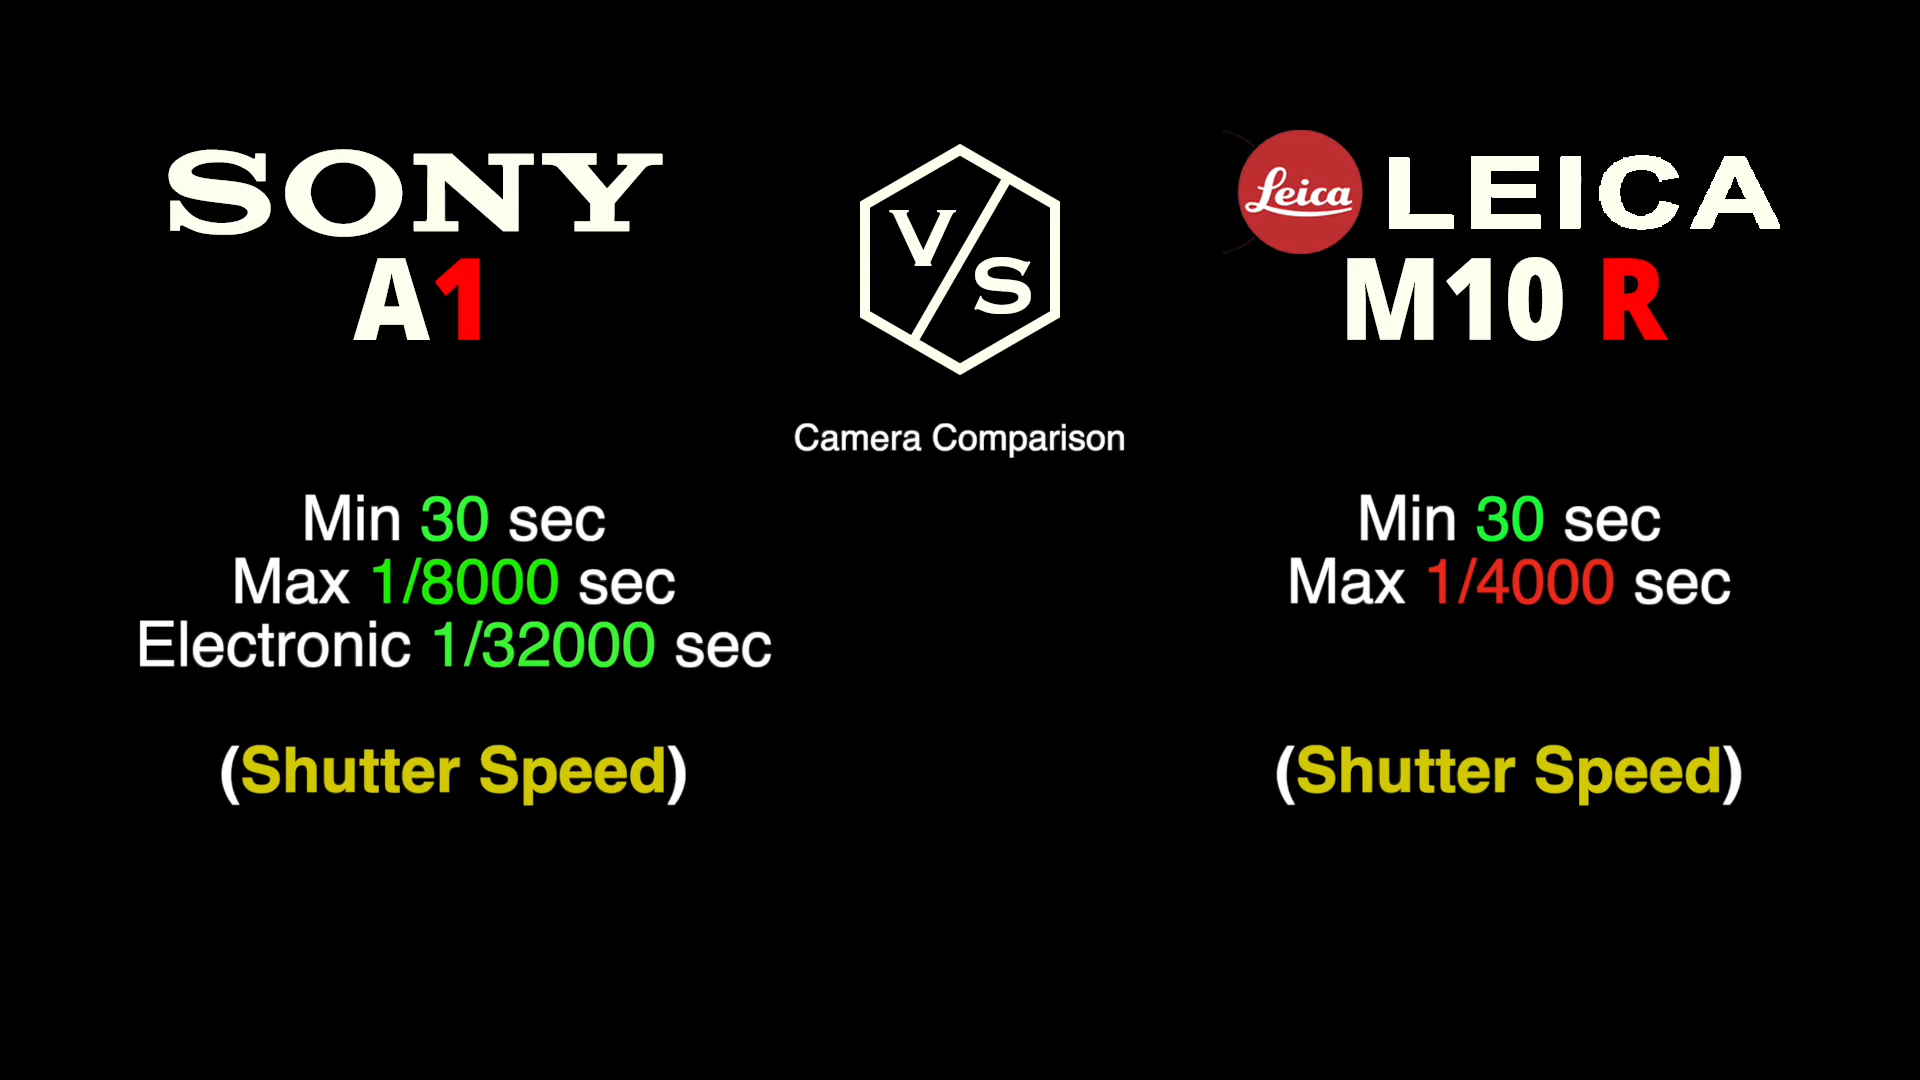 SONY
A1
VS
Leica LEICA
M10 R
Camera Comparison
Min 30 sec
Max 1/8000 sec
Electronic 1/32000 sec
(Shutter Speed)
Min 30 sec
Max 1/4000 sec
(Shutter Speed)